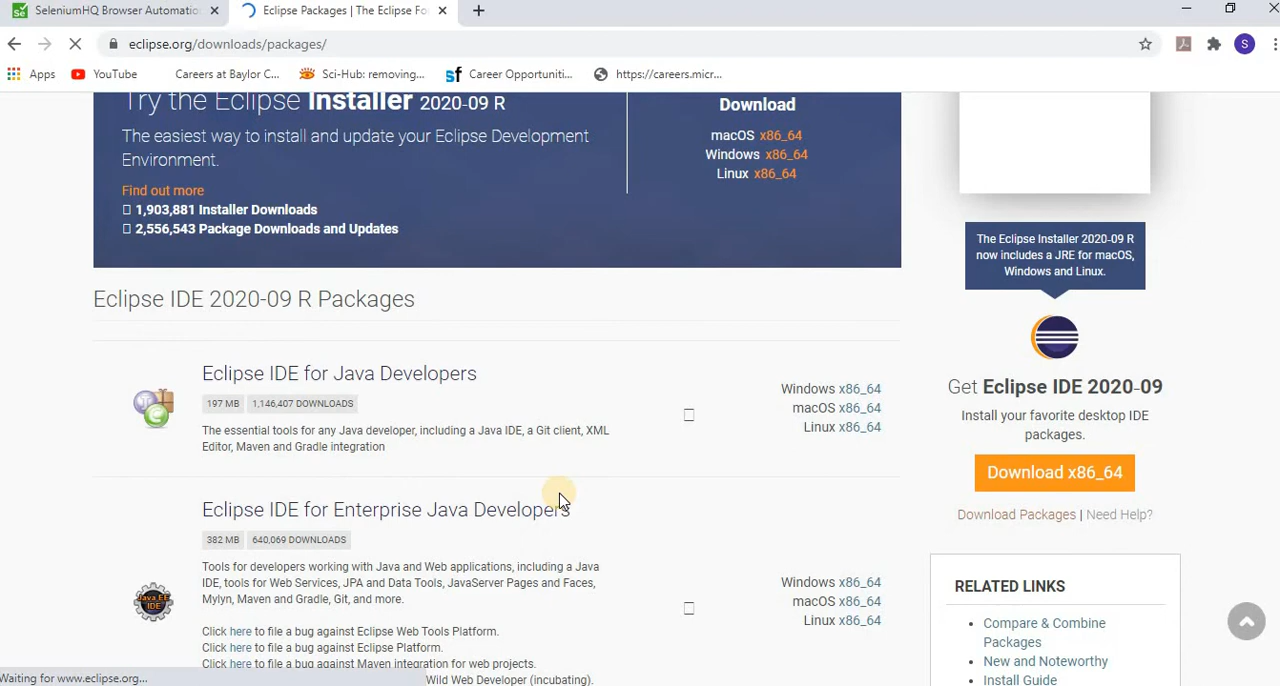 SeleniumHQ Browser Automation
Eclipse Packages | The Eclipse Fo
eclipse.org/downloads/packages/
S
Apps
YouTube
Careers at Baylor C...
Sci-Hub: removing...
Career Opportuniti...
https://careers.micr...
Try the Eclipse Installer 2020-09 R
The easiest way to install and update your Eclipse Development
Environment.
Find out more
1,903,881 Installer Downloads
2,556,543 Package Downloads and Updates
Download
macOS x86_64
Windows x86_64
Linux x86_64
Eclipse IDE 2020-09 R Packages
Eclipse IDE for Java Developers
197 MB 1,146,407 DOWNLOADS
The essential tools for any Java developer, including a Java IDE, a Git client, XML
Editor, Maven and Gradle integration
Windows x86_64
macOS x86_64
Linux x86_64
Eclipse IDE for Enterprise Java Developers
382 MB 640,069 DOWNLOADS
Tools for developers working with Java and Web applications, including a Java
IDE, tools for Web Services, JPA and Data Tools, JavaServer Pages and Faces,
Mylyn, Maven and Gradle, Git, and more.
Java EE
IDE
Click here to file a bug against Eclipse Web Tools Platform.
Click here to file a bug against Eclipse Platform.
Click here to file a bug against Maven integration for web projects.
Wild Web Developer (incubating).
Windows x86_64
macOS x86_64
Linux x86_64
The Eclipse Installer 2020-09 R
now includes a JRE for macOS,
Windows and Linux.
Get Eclipse IDE 2020-09
Install your favorite desktop IDE
packages.
Download x86_64
Download Packages | Need Help?
RELATED LINKS
Compare & Combine
Packages
New and Noteworthy
Install Guide
Waiting for www.eclipse.org...